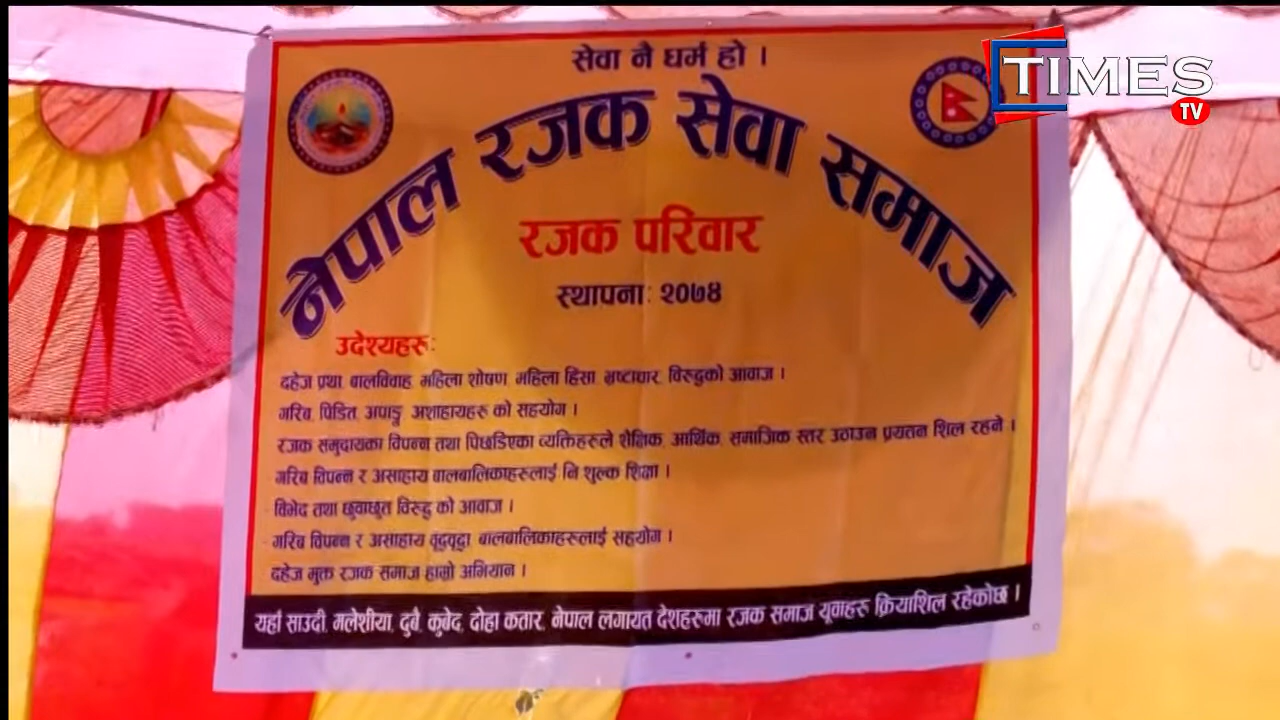 सेवा नै धर्म हो ।
TIMES
TV
नेपाल रजक सेवा समाज
रजक परिवार
स्थापना: २०७४
उदेश्यहरू:
दहेज प्रथा, बालविवाह, महिला शोषण, महिला हिंसा, भ्रष्टाचार, विरुद्धको आवाज ।
गरिब, पिडित, अपाङ्ग, अशाहायहरु को सहयोग ।
रजक समुदायका विपन्न तथा पिछडिएका व्यक्तिहरूले शैक्षिक, आर्थिक, समाजिक स्तर उठाउन प्रयतन शिल रहने ।
गरिब विपन्न र असाहाय बालबालिकाहरूलाई नि शुल्क शिक्षा ।
- विभेद तथा छुवाछुत विरुद्ध को आवाज ।
- गरिब विपन्न र असाहाय वृद्धवृद्धा, बालबालिकाहरूलाई सहयोग ।
दहेज मुक्त रजक समाज हाम्रो अभियान ।
यहाँ साउदी, मलेशीया, दुबै, कुबेद, दोहा कतार, नेपाल लगायत देशहरूमा रजक समाज यूवाहरू क्रियाशिल रहेकोछ ।